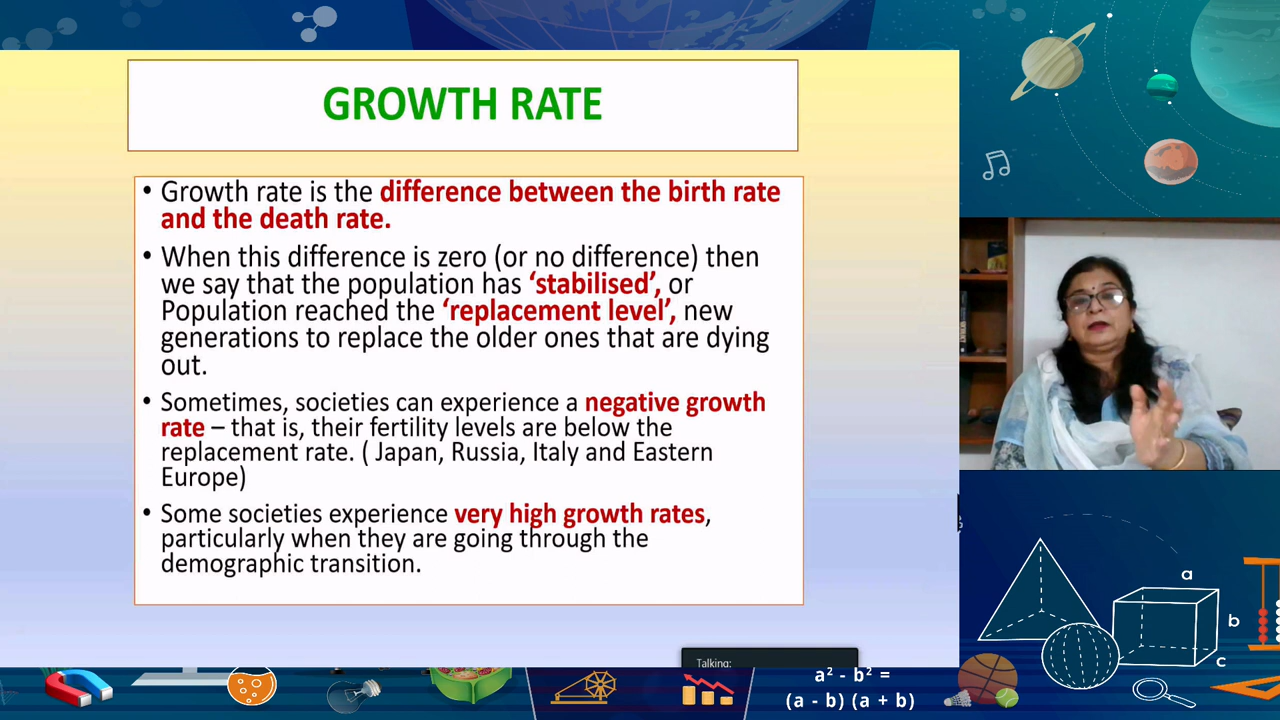 GROWTH RATE
• Growth rate is the difference between the birth rate
and the death rate.
• When this difference is zero (or no difference) then
we say that the population has ‘stabilised’, or
Population reached the ‘replacement level’, new
generations to replace the older ones that are dying
out.
• Sometimes, societies can experience a negative growth
rate – that is, their fertility levels are below the
replacement rate. ( Japan, Russia, Italy and Eastern
Europe)
• Some societies experience very high growth rates,
particularly when they are going through the
demographic transition.
Talking:
a² - b² =
(a - b) (a + b)
a
b
c